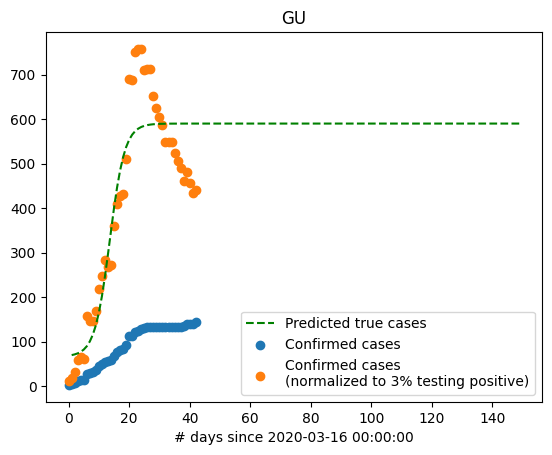 GU
700
600
500
400
300
200
100
0
Predicted true cases
Confirmed cases
Confirmed cases
(normalized to 3% testing positive)
0 20 40 60 80 100 120 140
# days since 2020-03-16 00:00:00